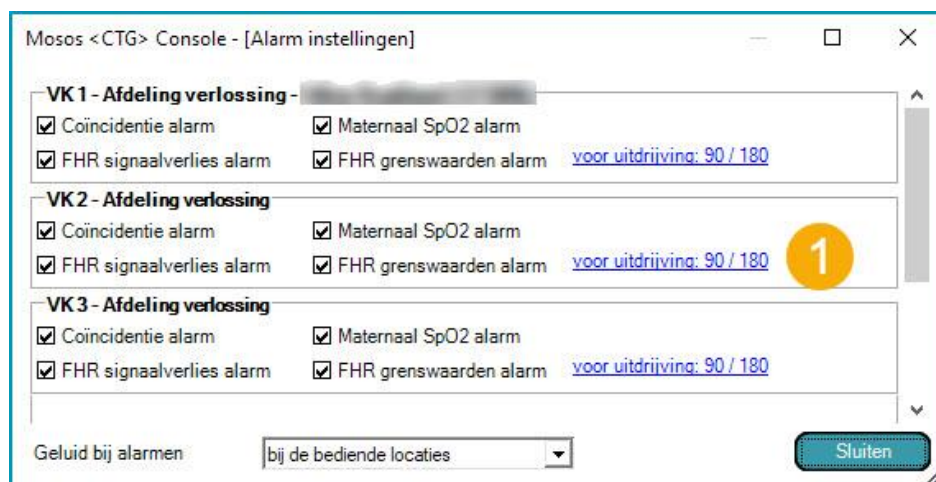 Mosos <CTG> Console - [Alarm instellingen]
VK 1 - Afdeling verlossing -
Coïncidentie alarm Maternaal SpO2 alarm
FHR signaalverlies alarm FHR grenswaarden alarm voor uitdrijving: 90 / 180
VK 2 - Afdeling verlossing
Coïncidentie alarm Maternaal SpO2 alarm
FHR signaalverlies alarm FHR grenswaarden alarm voor uitdrijving: 90 / 180 1
VK 3 - Afdeling verlossing
Coïncidentie alarm Maternaal SpO2 alarm
FHR signaalverlies alarm FHR grenswaarden alarm voor uitdrijving: 90 / 180
Geluid bij alarmen bij de bediende locaties Sluiten